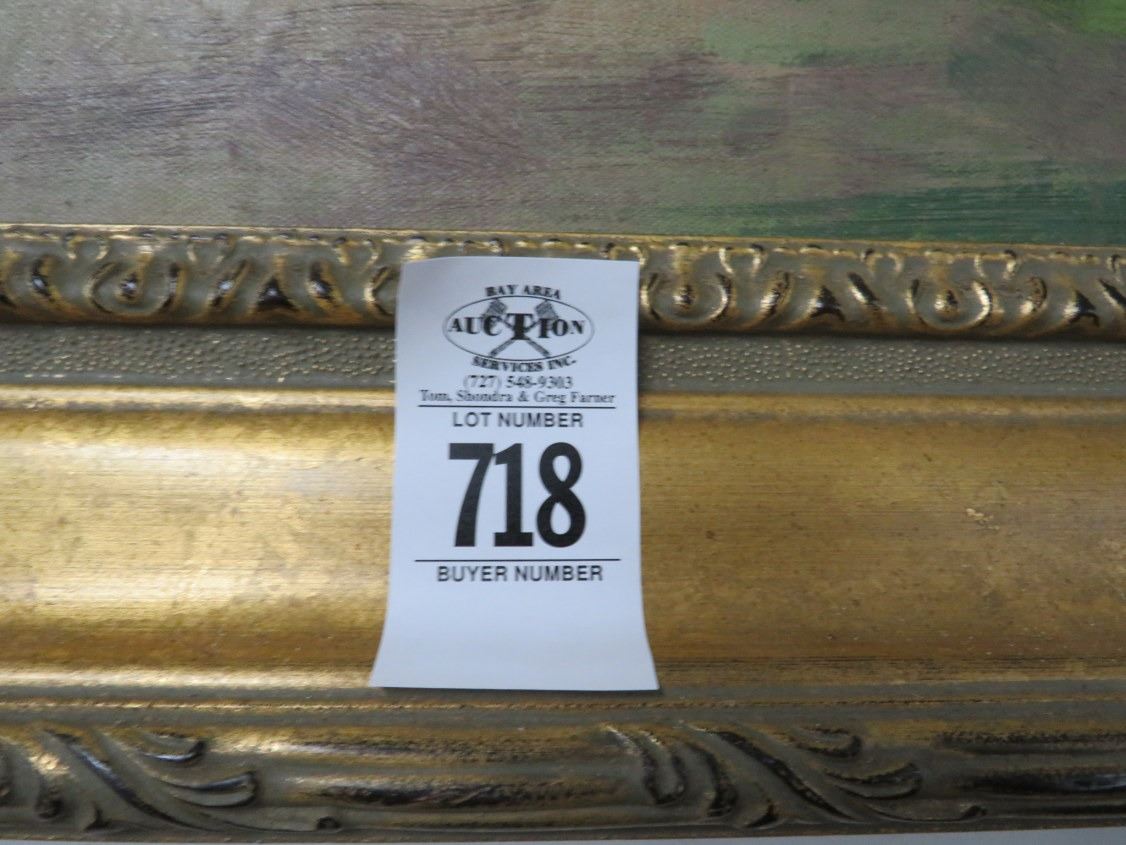 BAY AREA
AUCTION
SERVICES INC.
(727) 548-9303
Tom, Shondra & Greg Farner
LOT NUMBER
718
BUYER NUMBER